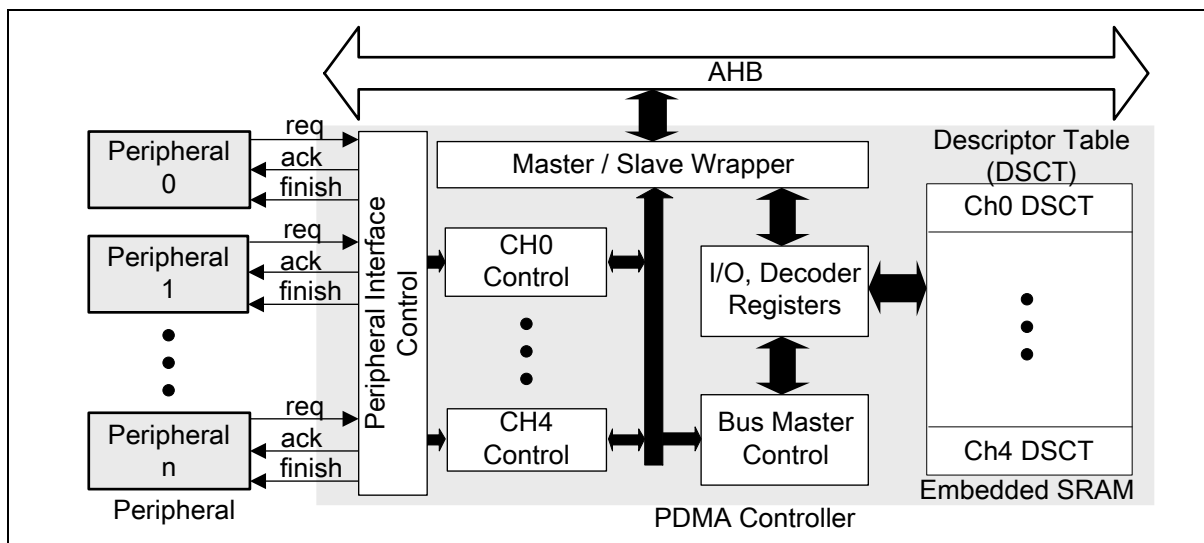 AHB
Peripheral
0
req
ack
finish
Peripheral
1
req
ack
finish
Peripheral
n
req
ack
finish
Peripheral
Peripheral Interface
Control
Master / Slave Wrapper
CH0
Control
CH4
Control
I/O, Decoder
Registers
Bus Master
Control
Descriptor Table
(DSCT)
Ch0 DSCT
Ch4 DSCT
Embedded SRAM
PDMA Controller